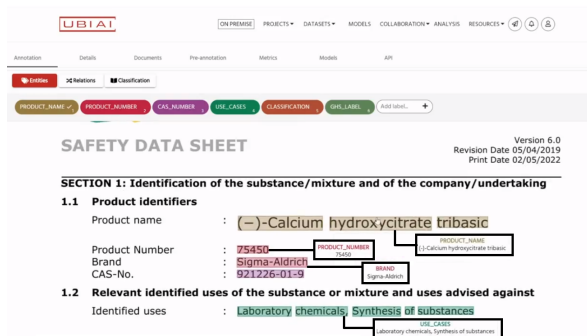 UBIAI
ON PREMISE PROJECTS DATASETS MODELS COLLABORATION ANALYSIS RESOURCES
Annotation Details Documents Pre-annotation Metrics Models API
Entities Relations Classification
PRODUCT_NAME 1 PRODUCT_NUMBER 2 CAS_NUMBER 3 USE_CASES CLASSIFICATION 5 GHS_LABEL Add label.. +
SAFETY DATA SHEET
Version 6.0
Revision Date 05/04/2019
Print Date 02/05/2022
SECTION 1: Identification of the substance/mixture and of the company/undertaking
1.1 Product identifiers
Product name : (−)-Calcium hydroxycitrate tribasic
PRODUCT_NAME
(-)-Calcium hydroxycitrate tribasic
Product Number : 75450
PRODUCT_NUMBER
75450
Brand : Sigma-Aldrich
BRAND
Sigma-Aldrich
CAS-No. : 921226-01-9
1.2 Relevant identified uses of the substance or mixture and uses advised against
Identified uses : Laboratory chemicals, Synthesis of substances
USE_CASES
Laboratory chemicals, Synthesis of substances